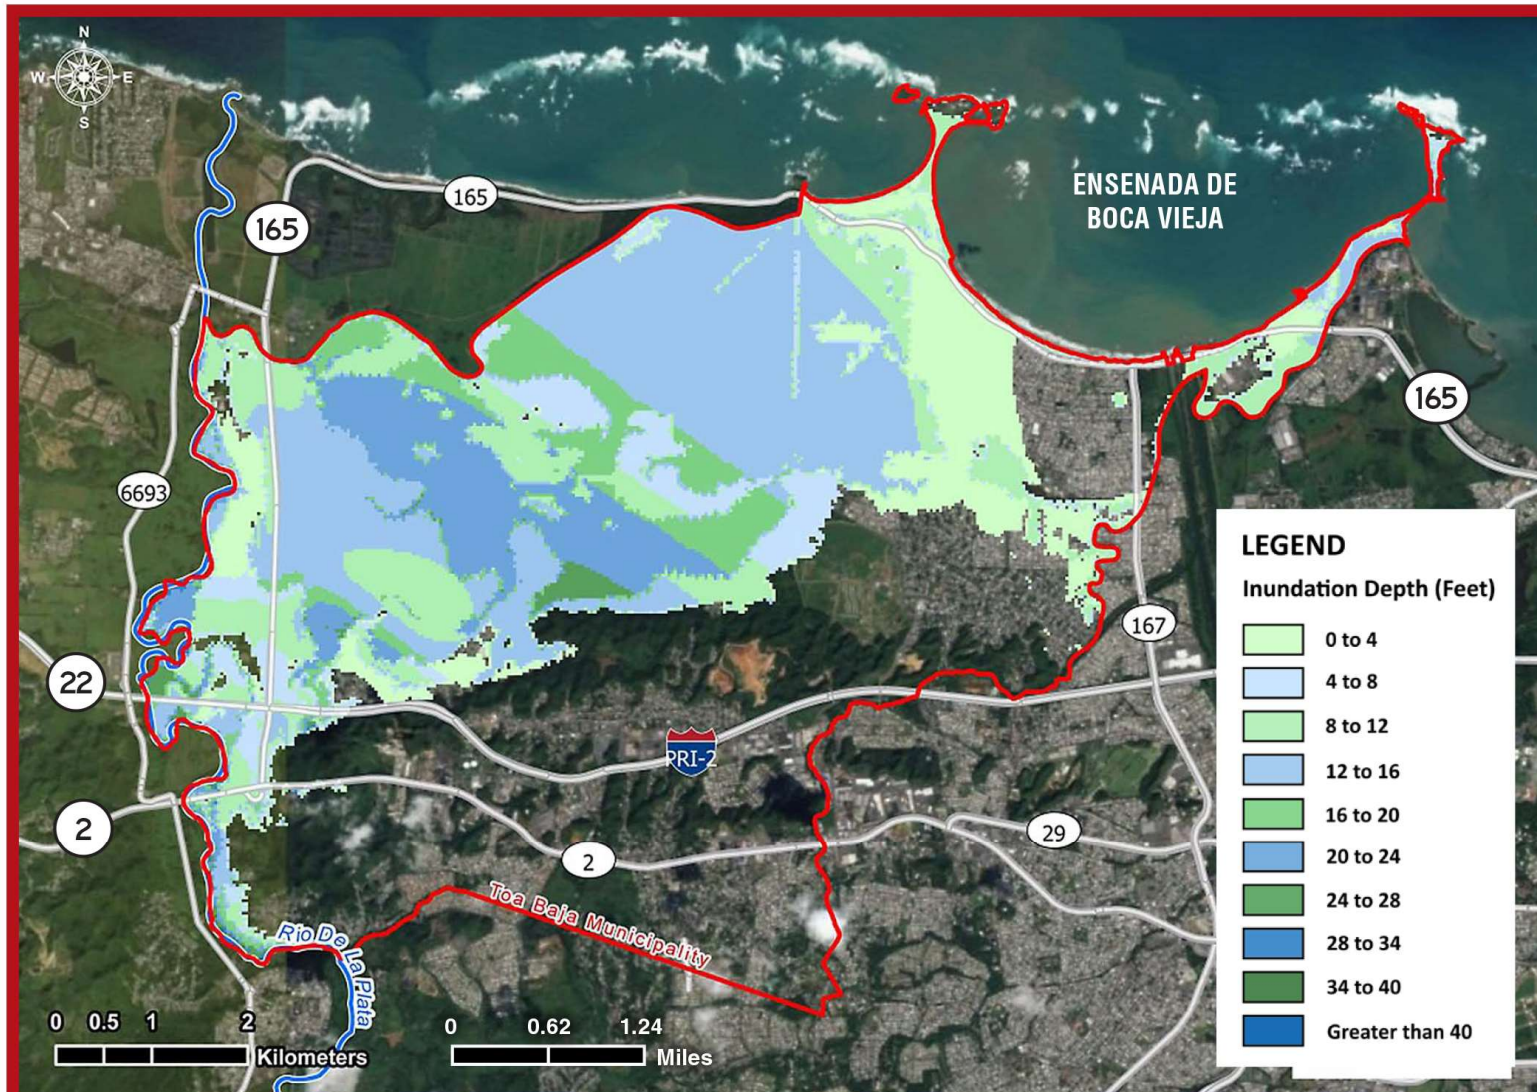 N
W E
S
165
165
ENSENADA DE
BOCA VIEJA
165
6693
167
22
PRI-2
2
2
29
Toa Baja Municipality
Rio De La Plata
LEGEND
Inundation Depth (Feet)
0 to 4
4 to 8
8 to 12
12 to 16
16 to 20
20 to 24
24 to 28
28 to 34
34 to 40
Greater than 40
0 0.5 1 2
Kilometers
0 0.62 1.24
Miles